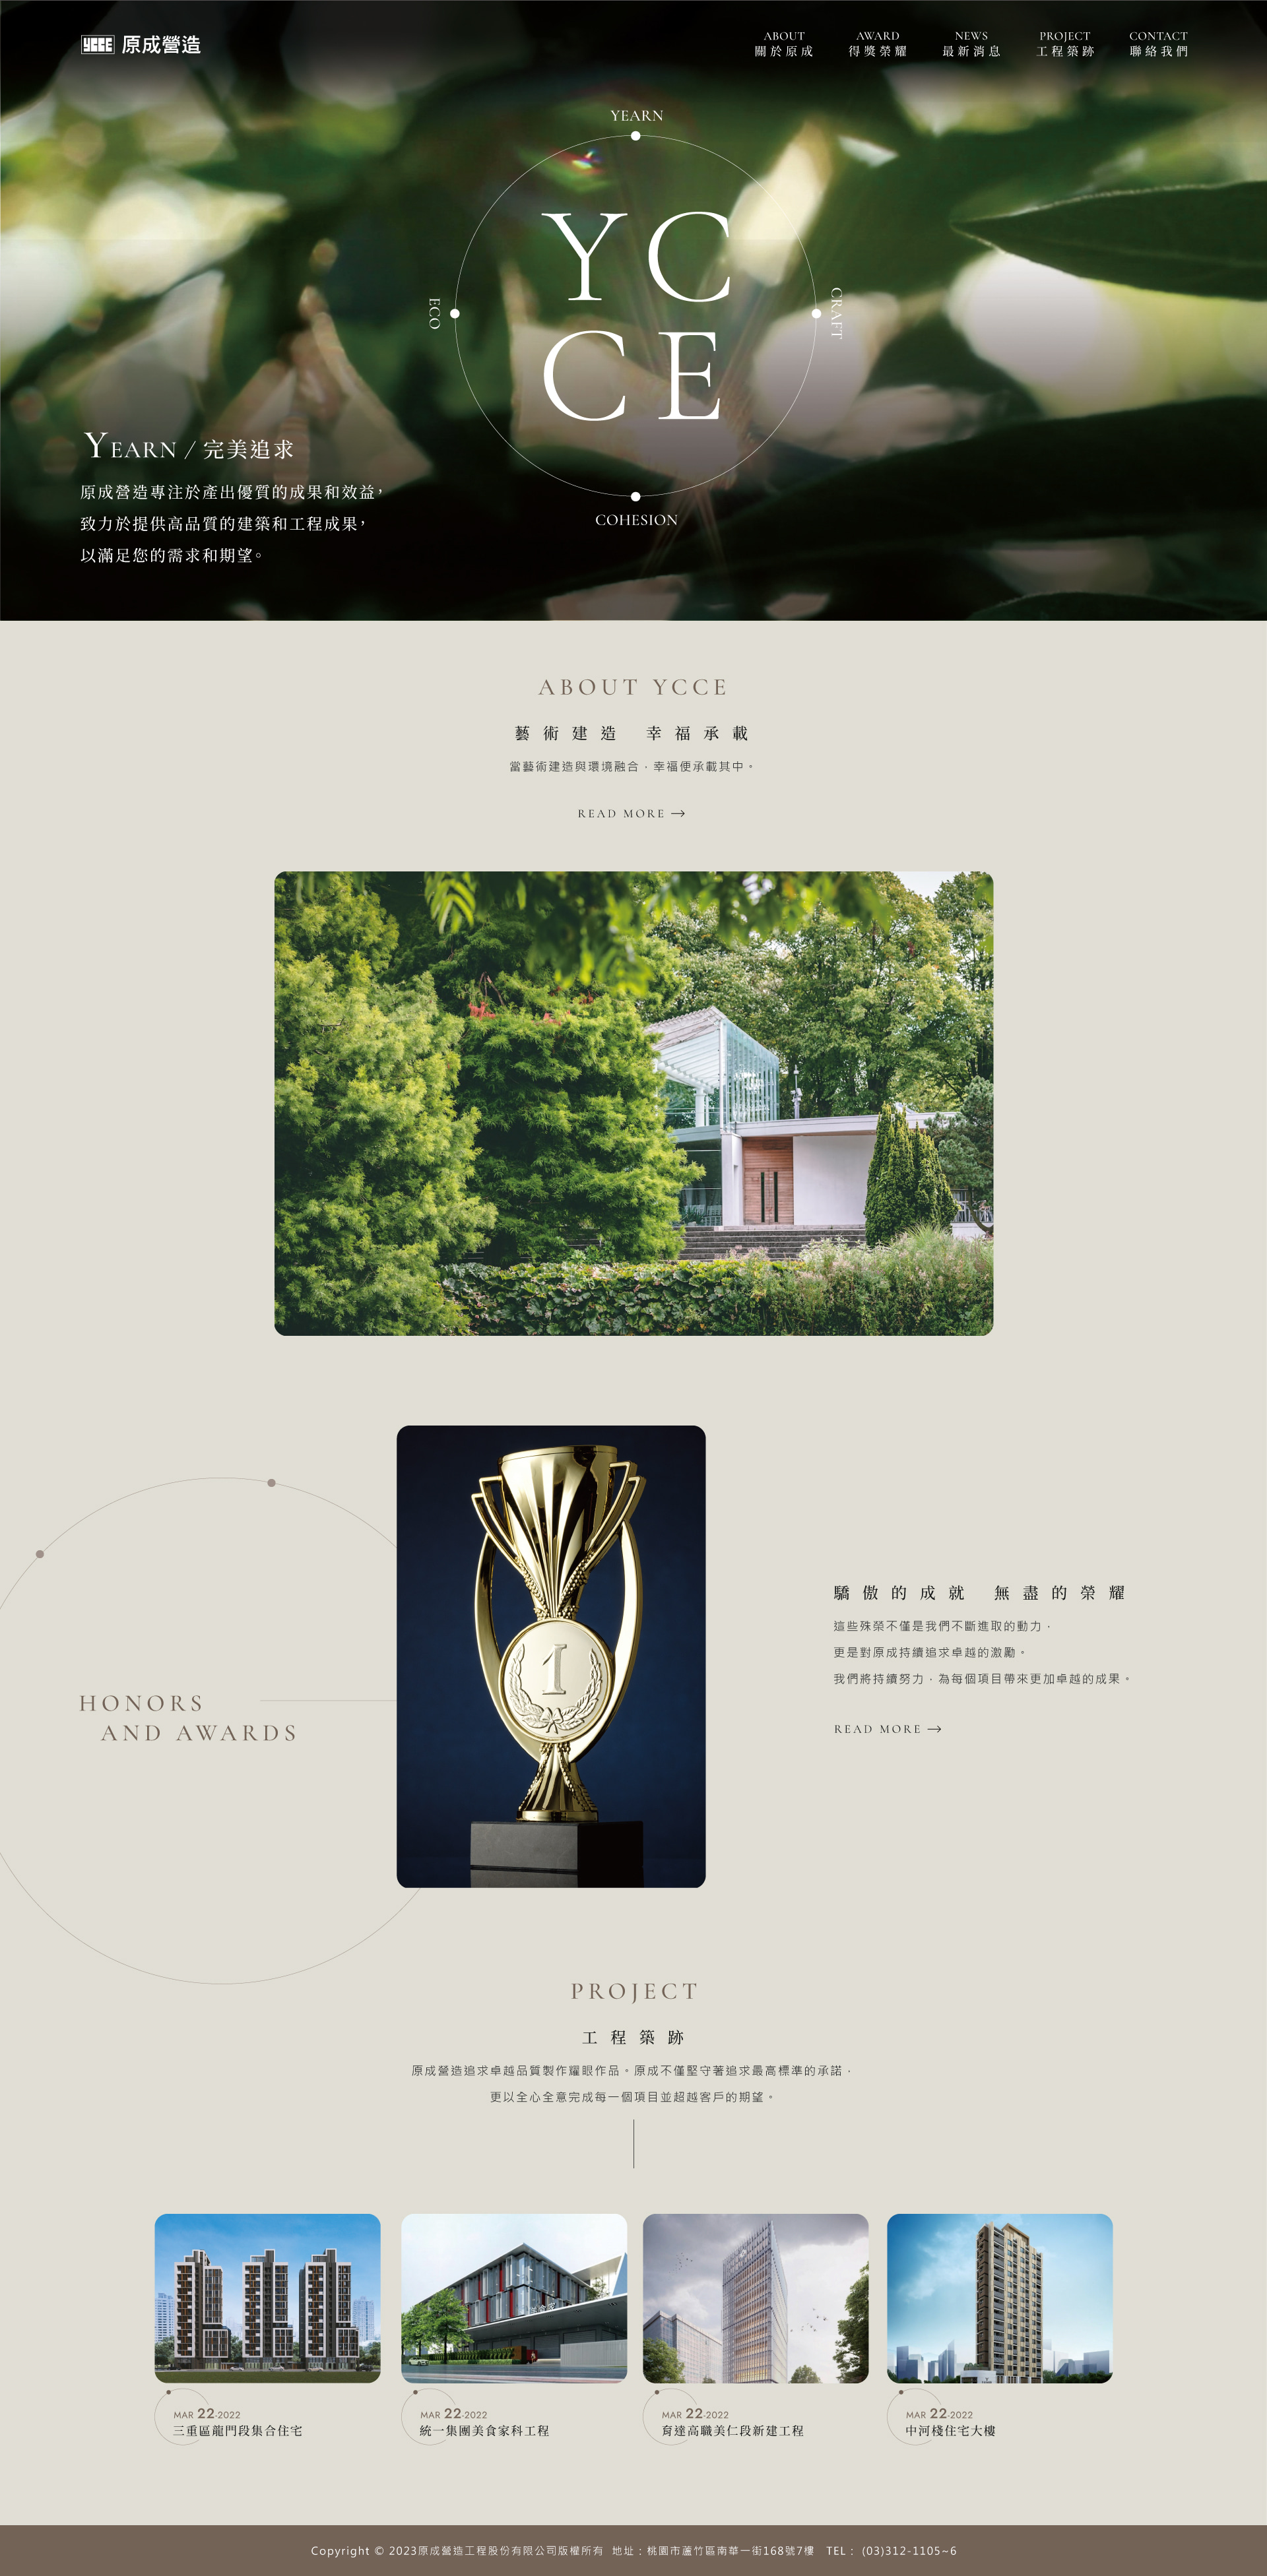 YCCE 原成營造
ABOUT
關於原成
AWARD
得獎榮耀
NEWS
最新消息
PROJECT
工程築跡
CONTACT
聯絡我們
YEARN
YC
CE
ECO
CRAFT
COHESION
YEARN / 完美追求
原成營造專注於產出優質的成果和效益，
致力於提供高品質的建築和工程成果，
以滿足您的需求和期望。
ABOUT YCCE
藝術建造 幸福承載
當藝術建造與環境融合，幸福便承載其中。
READ MORE →
1
HONORS
AND AWARDS
驕傲的成就 無盡的榮耀
這些殊榮不僅是我們不斷進取的動力，
更是對原成持續追求卓越的激勵。
我們將持續努力，為每個項目帶來更加卓越的成果。
READ MORE →
PROJECT
工程築跡
原成營造追求卓越品質製作耀眼作品。原成不僅堅守著追求最高標準的承諾，
更以全心全意完成每一個項目並超越客戶的期望。
MAR 22-2022
三重區龍門段集合住宅
MAR 22-2022
統一集團美食家科工程
MAR 22-2022
育達高職美仁段新建工程
MAR 22-2022
中河棧住宅大樓
Copyright © 2023原成營造工程股份有限公司版權所有 地址：桃園市蘆竹區南華一街168號7樓 TEL： (03)312-1105~6